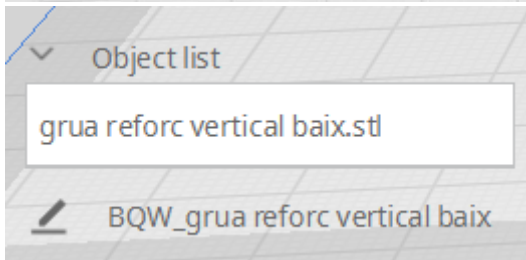 Object list
grua reforc vertical baix.stl
BQW_grua reforc vertical baix